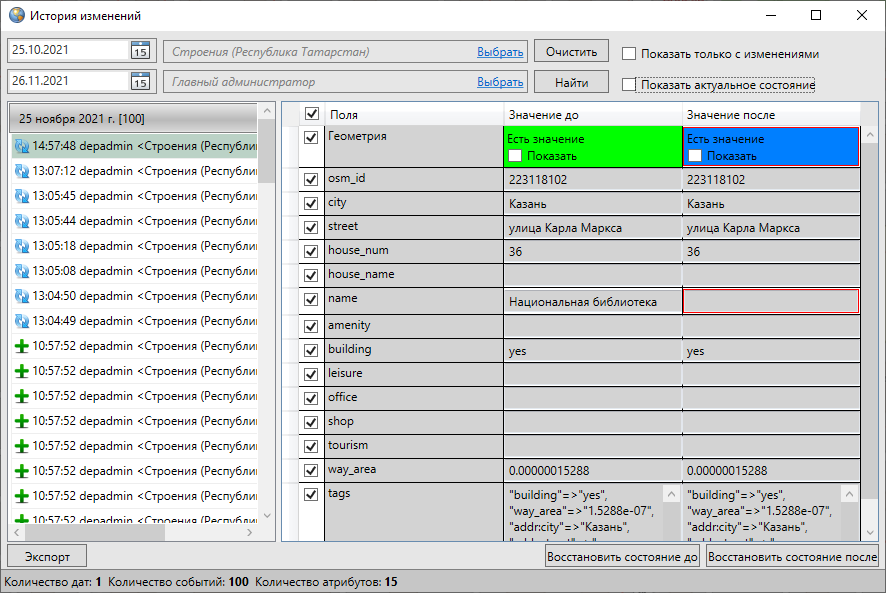 История изменений
25.10.2021 15 Строения (Республика Татарстан) Выбрать Очистить Показать только с изменениями
26.11.2021 15 Главный администратор Выбрать Найти Показать актуальное состояние
25 ноября 2021 г. [100]
14:57:48 depadmin <Строения (Республи
13:07:12 depadmin <Строения (Республи
13:05:45 depadmin <Строения (Республи
13:05:44 depadmin <Строения (Республи
13:05:18 depadmin <Строения (Республи
13:05:08 depadmin <Строения (Республи
13:04:50 depadmin <Строения (Республи
13:04:49 depadmin <Строения (Республи
10:57:52 depadmin <Строения (Республи
10:57:52 depadmin <Строения (Республи
10:57:52 depadmin <Строения (Республи
10:57:52 depadmin <Строения (Республи
10:57:52 depadmin <Строения (Республи
10:57:52 depadmin <Строения (Республи
10:57:52 depadmin <Строения (Республи
10:57:52 depadmin <Строения (Республи
Поля Значение до Значение после
Геометрия Есть значение Есть значение
Показать Показать
osm_id 223118102 223118102
city Казань Казань
street улица Карла Маркса улица Карла Маркса
house_num 36 36
house_name
name Национальная библиотека
amenity
building yes yes
leisure
office
shop
tourism
way_area 0.00000015288 0.00000015288
tags "building"=>"yes", "building"=>"yes",
"way_area"=>"1.5288e-07", "way_area"=>"1.5288e-07",
"addr:city"=>"Казань", "addr:city"=>"Казань",
Экспорт Восстановить состояние до Восстановить состояние после
Количество дат: 1 Количество событий: 100 Количество атрибутов: 15